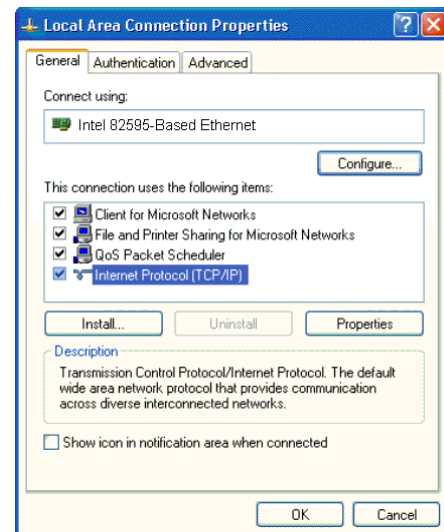 Local Area Connection Properties
General Authentication Advanced
Connect using:
Intel 82595-Based Ethernet
Configure...
This connection uses the following items:
Client for Microsoft Networks
File and Printer Sharing for Microsoft Networks
QoS Packet Scheduler
Internet Protocol (TCP/IP)
Install... Uninstall Properties
Description
Transmission Control Protocol/Internet Protocol. The default
wide area network protocol that provides communication
across diverse interconnected networks.
Show icon in notification area when connected
OK Cancel